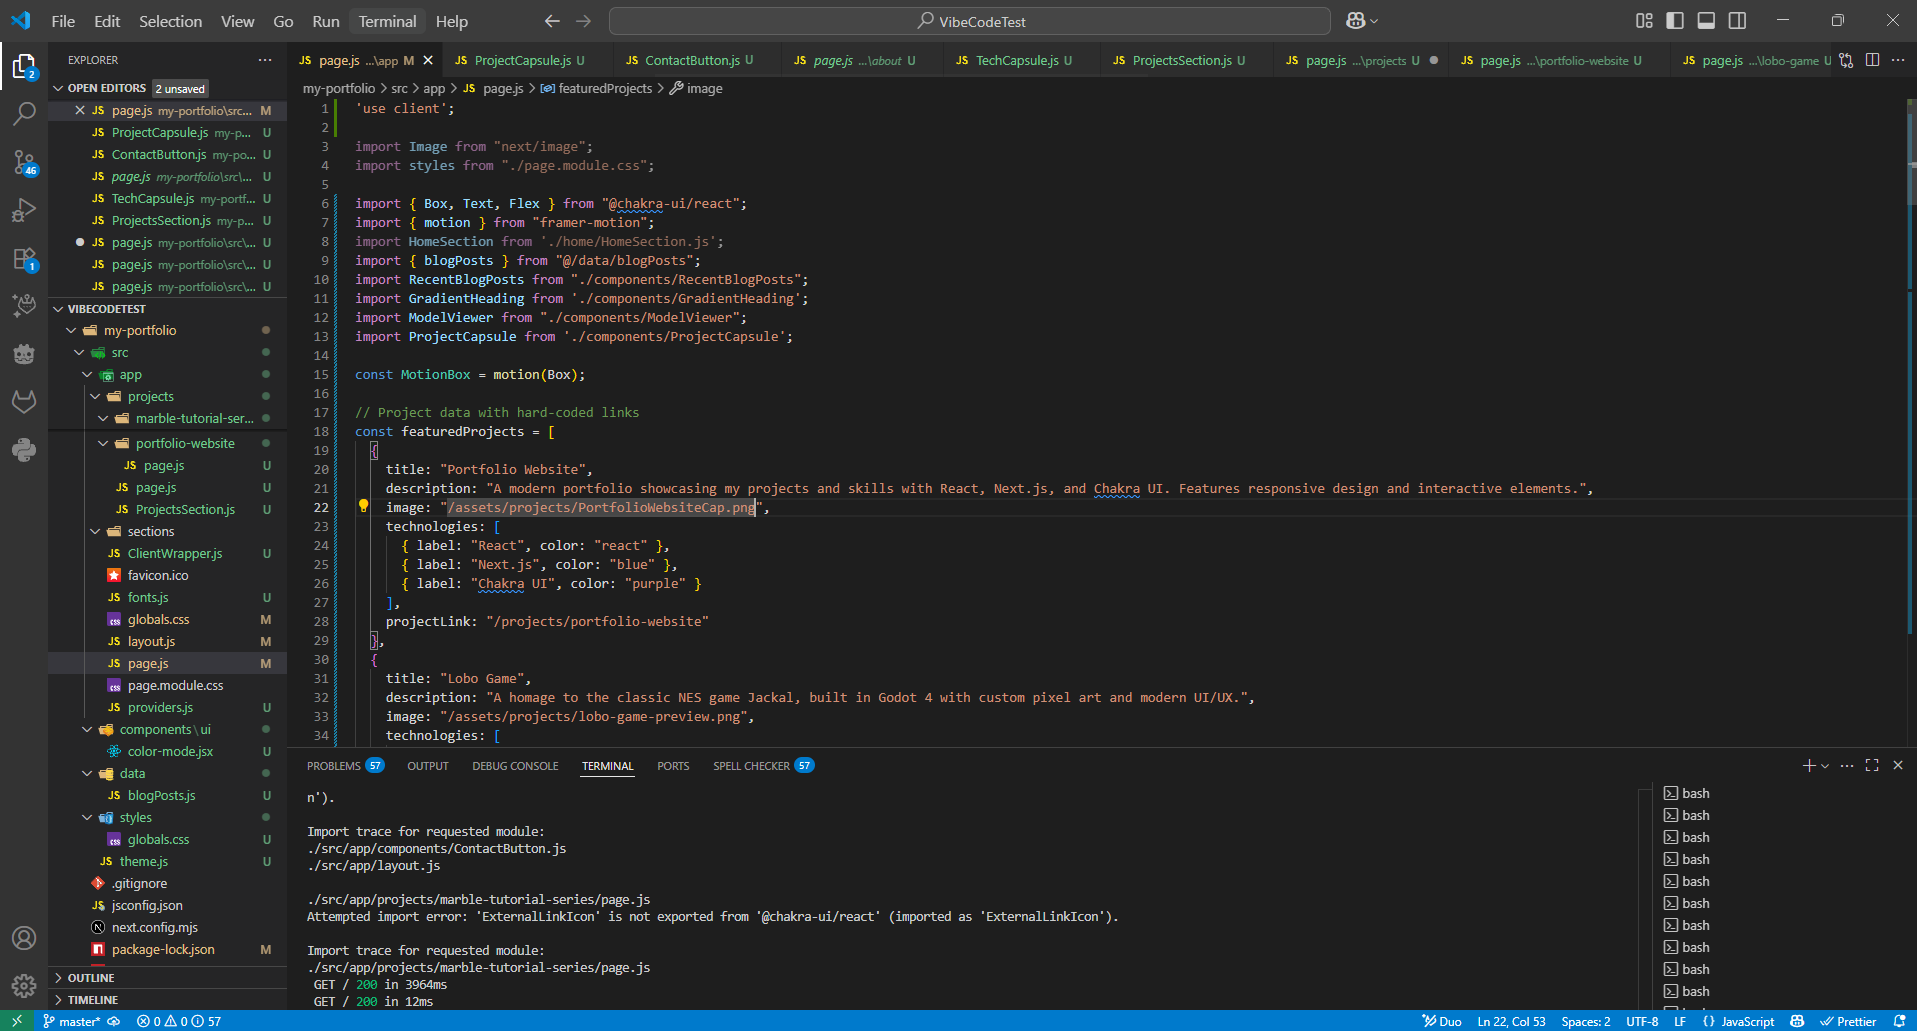 File Edit Selection View Go Run Terminal Help
VibeCodeTest
EXPLORER
OPEN EDITORS 2 unsaved
page.js my-portfolio\src... M
ProjectCapsule.js my-p... U
ContactButton.js my-po... U
page.js my-portfolio\src\... U
TechCapsule.js my-portf... U
ProjectsSection.js my-p... U
page.js my-portfolio\src\... U
page.js my-portfolio\src\... U
page.js my-portfolio\src\... U
VIBECODETEST
my-portfolio
src
app
projects
marble-tutorial-ser...
portfolio-website
page.js U
page.js U
ProjectsSection.js U
sections
ClientWrapper.js U
favicon.ico
fonts.js U
globals.css M
layout.js M
page.js M
page.module.css
providers.js U
components\ui
color-mode.jsx U
data
blogPosts.js U
styles
globals.css U
theme.js U
.gitignore
jsconfig.json
next.config.mjs
package-lock.json M
OUTLINE
TIMELINE
2
46
1
JS page.js ...\app M
JS ProjectCapsule.js U
JS ContactButton.js U
JS page.js ...\about U
JS TechCapsule.js U
JS ProjectsSection.js U
JS page.js ...\projects U
JS page.js ...\portfolio-website U
JS page.js ...\lobo-game U
my-portfolio > src > app > JS page.js > featuredProjects > image
1 'use client';
2
3 import Image from "next/image";
4 import styles from "./page.module.css";
5
6 import { Box, Text, Flex } from "@chakra-ui/react";
7 import { motion } from "framer-motion";
8 import HomeSection from './home/HomeSection.js';
9 import { blogPosts } from "@/data/blogPosts";
10 import RecentBlogPosts from "./components/RecentBlogPosts";
11 import GradientHeading from './components/GradientHeading';
12 import ModelViewer from "./components/ModelViewer";
13 import ProjectCapsule from './components/ProjectCapsule';
14
15 const MotionBox = motion(Box);
16
17 // Project data with hard-coded links
18 const featuredProjects = [
19 {
20 title: "Portfolio Website",
21 description: "A modern portfolio showcasing my projects and skills with React, Next.js, and Chakra UI. Features responsive design and interactive elements.",
22 image: "/assets/projects/PortfolioWebsiteCap.png",
23 technologies: [
24 { label: "React", color: "react" },
25 { label: "Next.js", color: "blue" },
26 { label: "Chakra UI", color: "purple" }
27 ],
28 projectLink: "/projects/portfolio-website"
29 },
30 {
31 title: "Lobo Game",
32 description: "A homage to the classic NES game Jackal, built in Godot 4 with custom pixel art and modern UI/UX.",
33 image: "/assets/projects/lobo-game-preview.png",
34 technologies: [
PROBLEMS 57 OUTPUT DEBUG CONSOLE TERMINAL PORTS SPELL CHECKER 57
n').
Import trace for requested module:
./src/app/components/ContactButton.js
./src/app/layout.js
./src/app/projects/marble-tutorial-series/page.js
Attempted import error: 'ExternalLinkIcon' is not exported from '@chakra-ui/react' (imported as 'ExternalLinkIcon').
Import trace for requested module:
./src/app/projects/marble-tutorial-series/page.js
GET / 200 in 3964ms
GET / 200 in 12ms
bash
bash
bash
bash
bash
bash
bash
bash
bash
bash
master* 0 0 57
Duo Ln 22, Col 53 Spaces: 2 UTF-8 LF {} JavaScript Prettier